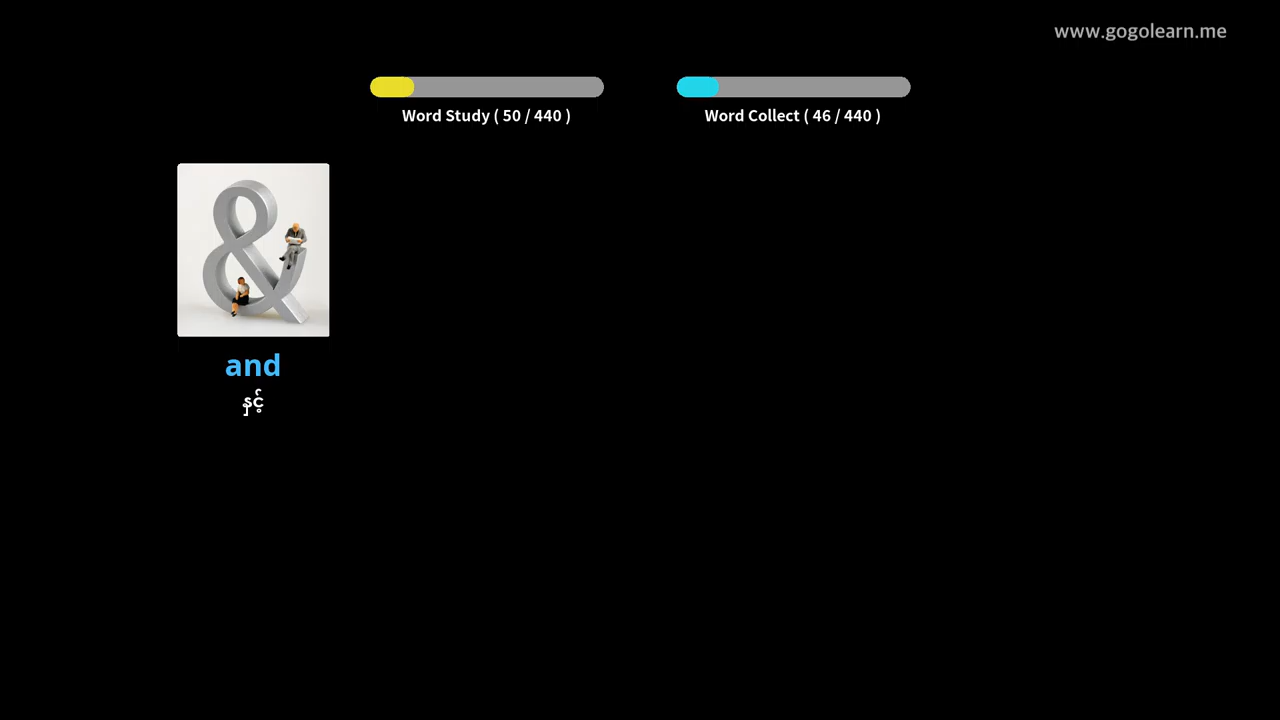 www.gogolearn.me
Word Study ( 50 / 440 )
Word Collect ( 46 / 440 )
&
and
နှင့်